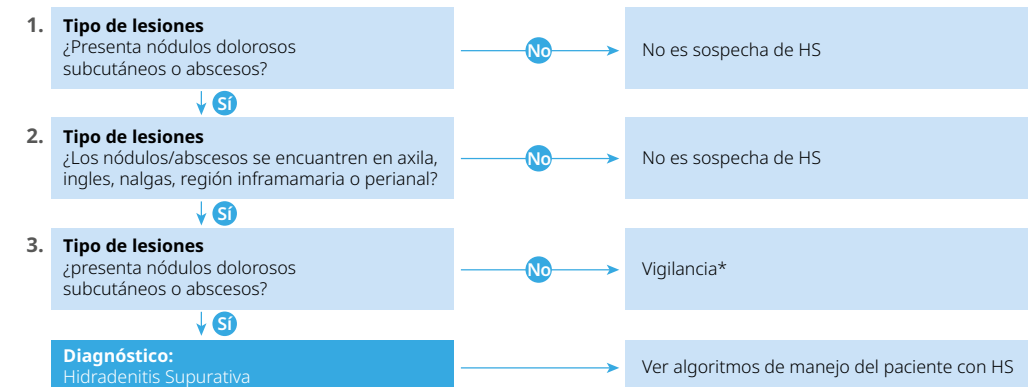 1. Tipo de lesiones
¿Presenta nódulos dolorosos
subcutáneos o abscesos?
No
No es sospecha de HS
Sí
2. Tipo de lesiones
¿Los nódulos/abscesos se encuantren en axila,
ingles, nalgas, región inframamaria o perianal?
No
No es sospecha de HS
Sí
3. Tipo de lesiones
¿presenta nódulos dolorosos
subcutáneos o abscesos?
No
Vigilancia*
Sí
Diagnóstico:
Hidradenitis Supurativa
Ver algoritmos de manejo del paciente con HS